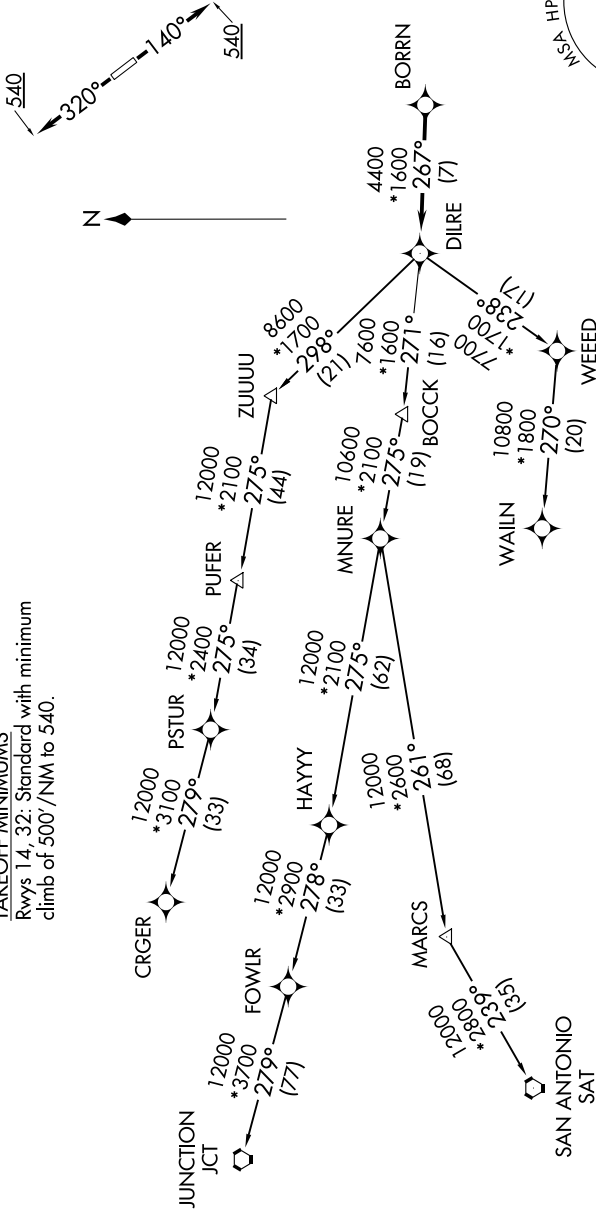 TAKEOFF MINIMUMS
Rwys 14, 32: Standard with minimum
climb of 500'/NM to 540.
540
320°
140°
540
MSA HP
N
BORRN
4400
*1600
267°
(7)
DILRE
8600
*1700
298°
(21)
ZUUUU
12000
*2100
275°
(44)
PUFER
12000
*2400
275°
(34)
PSTUR
12000
*3100
279°
(33)
CRGER
7600
*1600
271°
(16)
BOCCK
10600
*2100
275°
(19)
MNURE
12000
*2100
275°
(62)
HAYYY
12000
*2900
278°
(33)
FOWLR
12000
*3700
279°
(77)
JUNCTION
JCT
12000
*2600
261°
(68)
MARCS
12000
*2800
239°
(35)
SAN ANTONIO
SAT
7700
*1700
238°
(17)
WEEED
10800
*1800
270°
(20)
WAILN